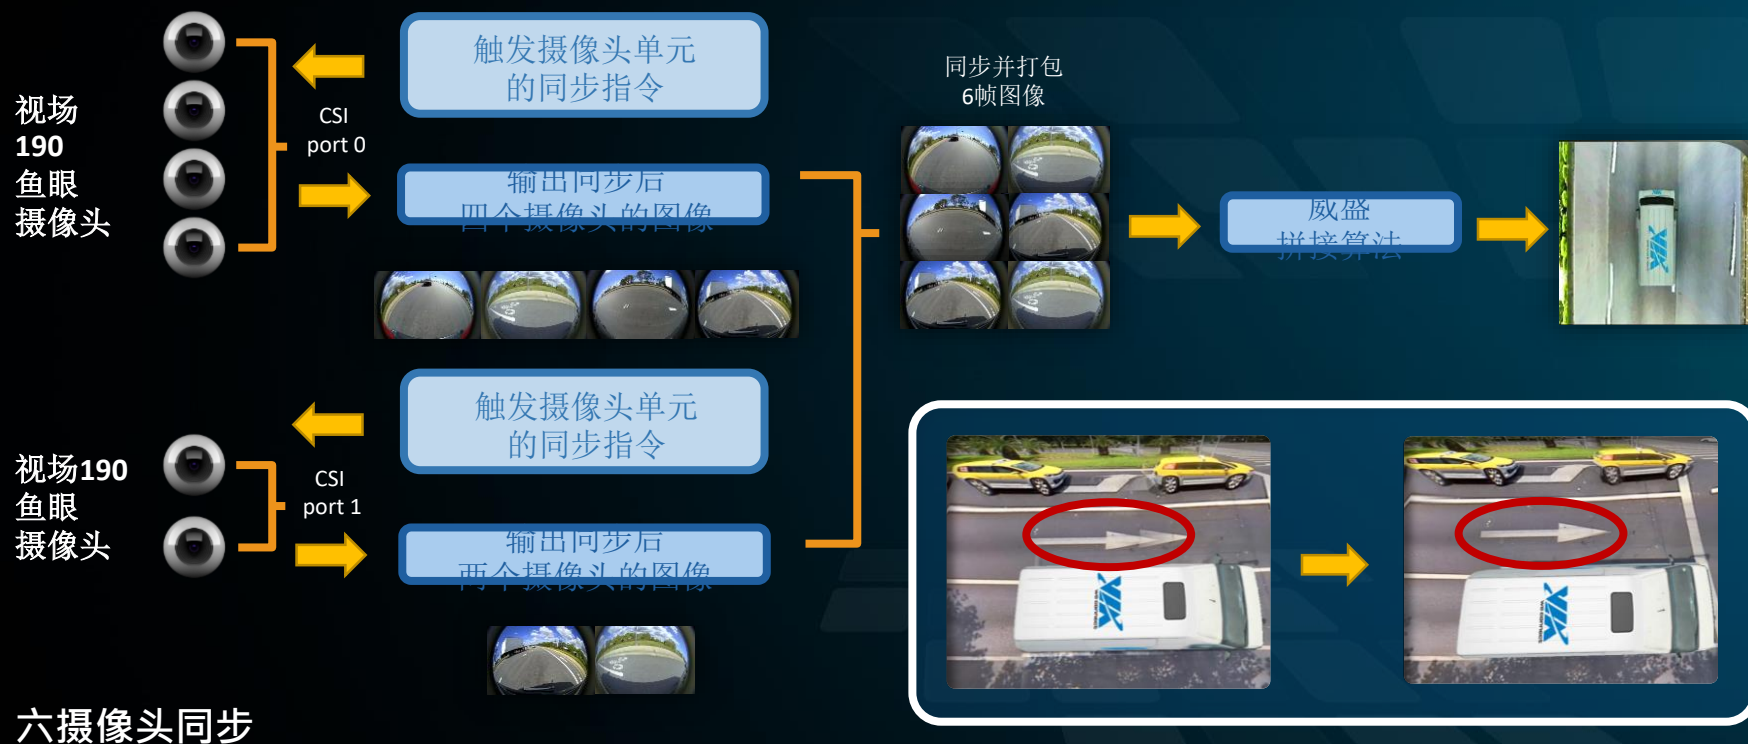 视场
190
鱼眼
摄像头
CSI
port 0
触发摄像头单元
的同步指令
输出同步后
四个摄像头的图像
同步并打包
6帧图像
威盛
拼接算法
视场190
鱼眼
摄像头
CSI
port 1
触发摄像头单元
的同步指令
输出同步后
两个摄像头的图像
VIA
VIA
VIA
六摄像头同步